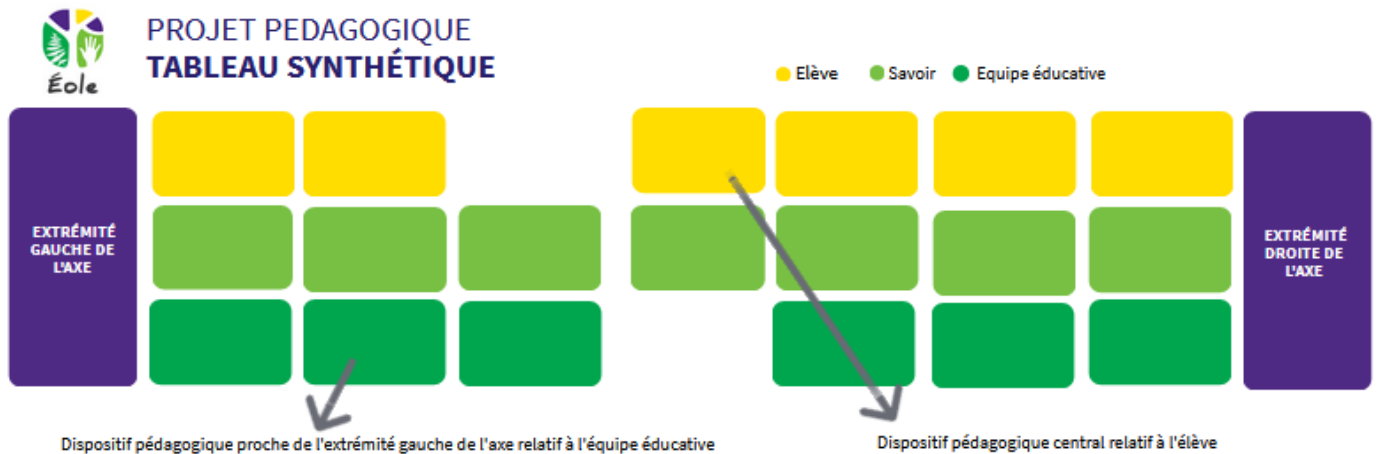 Éole
PROJET PEDAGOGIQUE
TABLEAU SYNTHÉTIQUE
Elève
Savoir
Equipe éducative
EXTRÉMITÉ
GAUCHE DE
L'AXE
EXTRÉMITÉ
DROITE DE
L'AXE
Dispositif pédagogique proche de l'extrémité gauche de l'axe relatif à l'équipe éducative
Dispositif pédagogique central relatif à l'élève